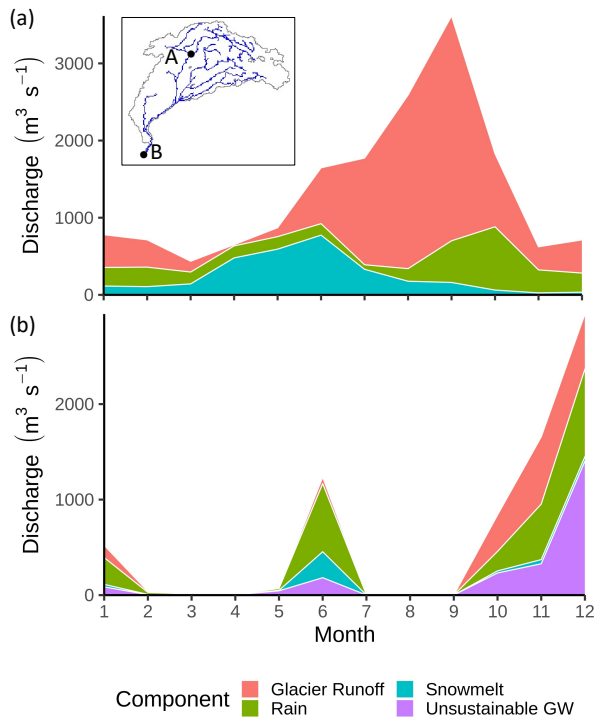 (a)
A
B
Discharge (m³ s⁻¹)
3000
2000
1000
0
(b)
Discharge (m³ s⁻¹)
2000
1000
0
1 2 3 4 5 6 7 8 9 10 11 12
Month
Component
Glacier Runoff
Snowmelt
Rain
Unsustainable GW